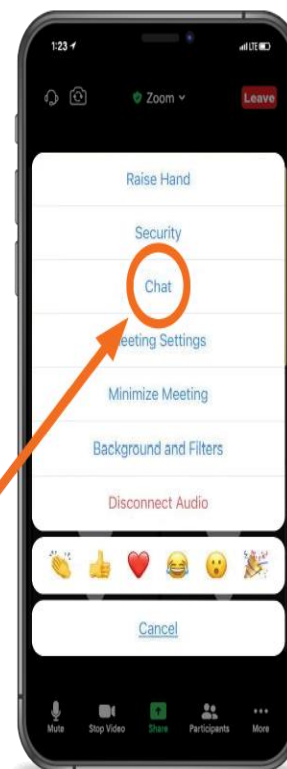 1:23
LTE
Zoom
Leave
Raise Hand
Security
Chat
Meeting Settings
Minimize Meeting
Background and Filters
Disconnect Audio
Cancel
Mute Stop Video Share Participants More